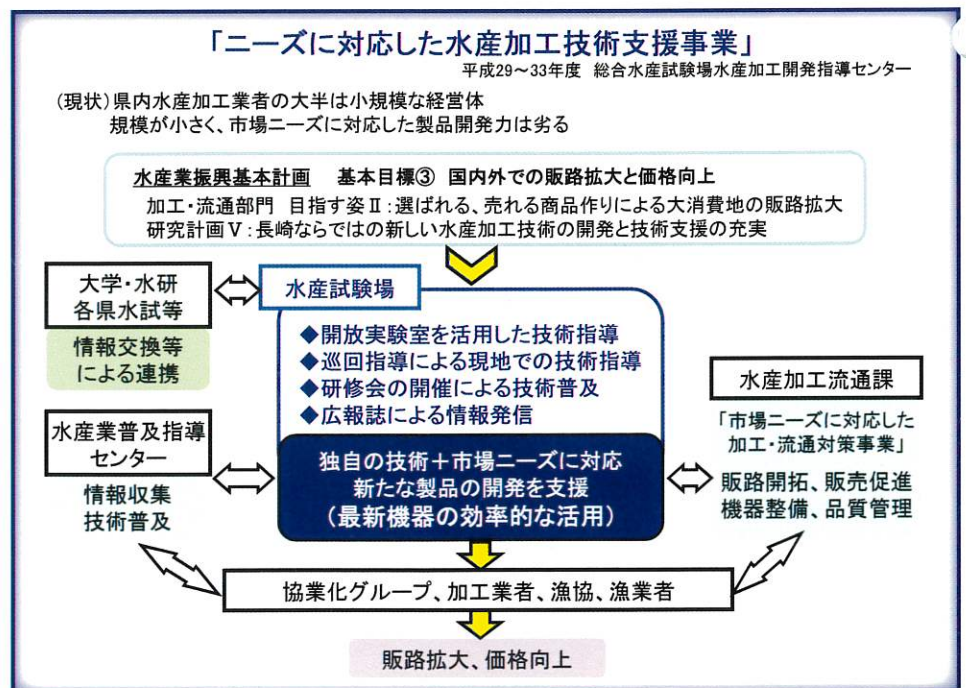 「ニーズに対応した水産加工技術支援事業」
平成29～33年度　総合水産試験場水産加工開発指導センター
(現状)県内水産加工業者の大半は小規模な経営体
規模が小さく、市場ニーズに対応した製品開発力は劣る
水産業振興基本計画　基本目標③　国内外での販路拡大と価格向上
加工・流通部門　目指す姿Ⅱ:選ばれる、売れる商品作りによる大消費地の販路拡大
研究計画Ⅴ:長崎ならではの新しい水産加工技術の開発と技術支援の充実
大学・水研
各県水試等
情報交換等
による連携
水産試験場
◆開放実験室を活用した技術指導
◆巡回指導による現地での技術指導
◆研修会の開催による技術普及
◆広報誌による情報発信
独自の技術＋市場ニーズに対応
新たな製品の開発を支援
(最新機器の効率的な活用)
水産業普及指導
センター
情報収集
技術普及
水産加工流通課
「市場ニーズに対応した
加工・流通対策事業」
販路開拓、販売促進
機器整備、品質管理
協業化グループ、加工業者、漁協、漁業者
販路拡大、価格向上